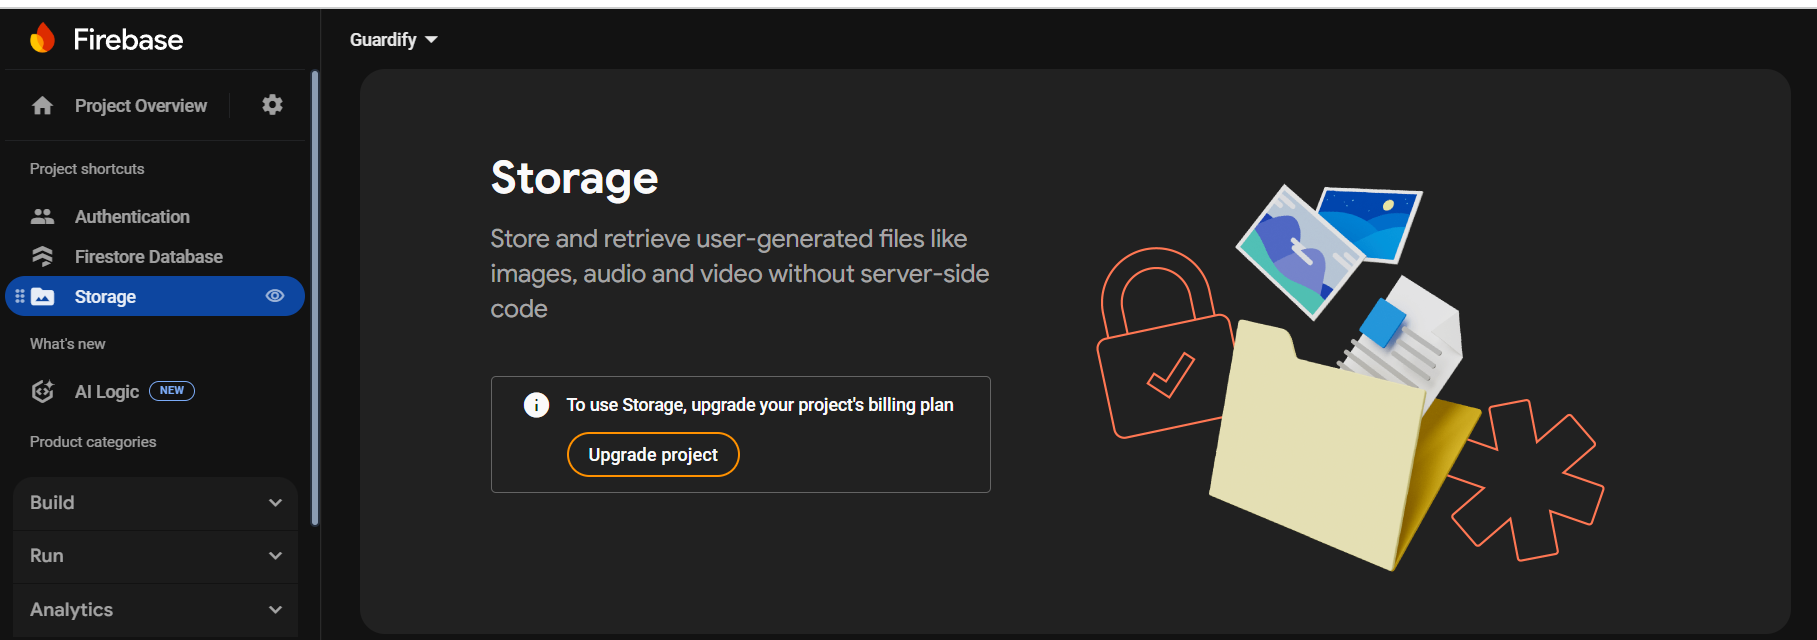 Firebase
Guardify
Project Overview
Project shortcuts
Authentication
Firestore Database
Storage
What's new
AI Logic NEW
Product categories
Build
Run
Analytics
Storage
Store and retrieve user-generated files like
images, audio and video without server-side
code
To use Storage, upgrade your project's billing plan
Upgrade project